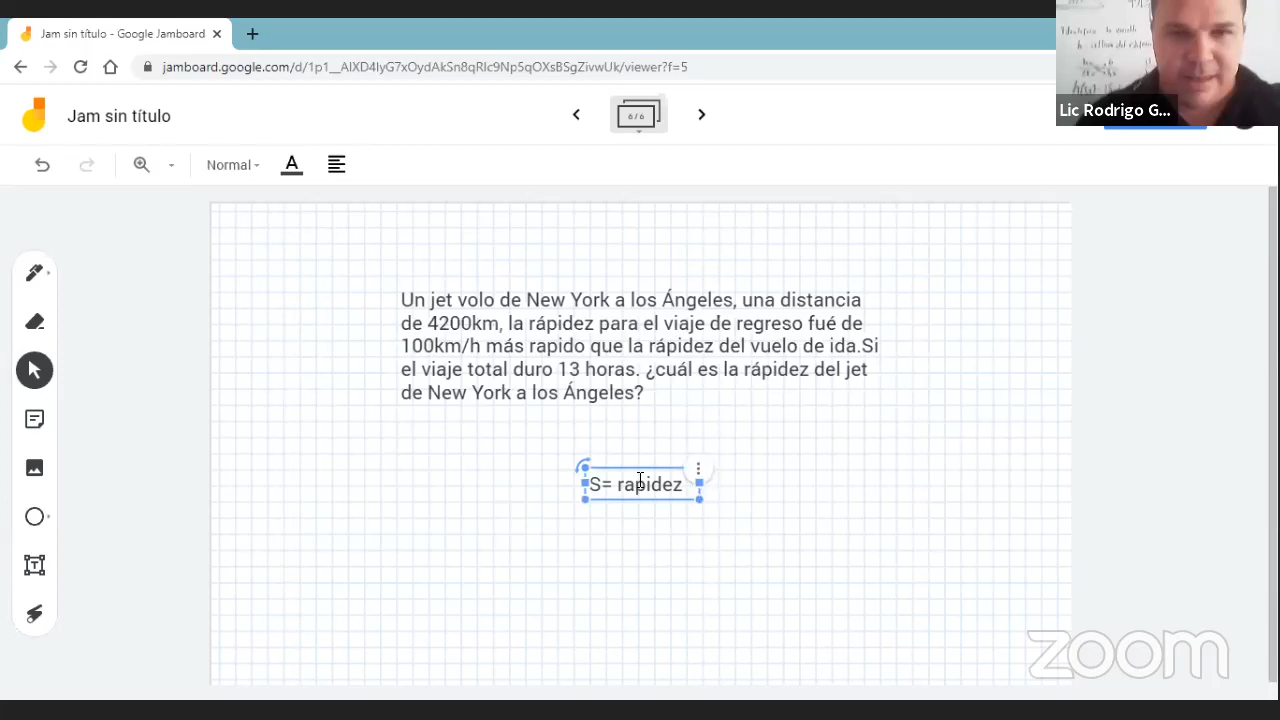 Jam sin título - Google Jamboard
jamboard.google.com/d/1p1__AlXD4lyG7xOydAkSn8qRlc9Np5qOXsBSgZivwUk/viewer?f=5
Lic Rodrigo G...
Jam sin título
6 / 6
Normal
Un jet volo de New York a los Ángeles, una distancia
de 4200km, la rápidez para el viaje de regreso fué de
100km/h más rapido que la rápidez del vuelo de ida.Si
el viaje total duro 13 horas. ¿cuál es la rápidez del jet
de New York a los Ángeles?
S= rapidez
zoom